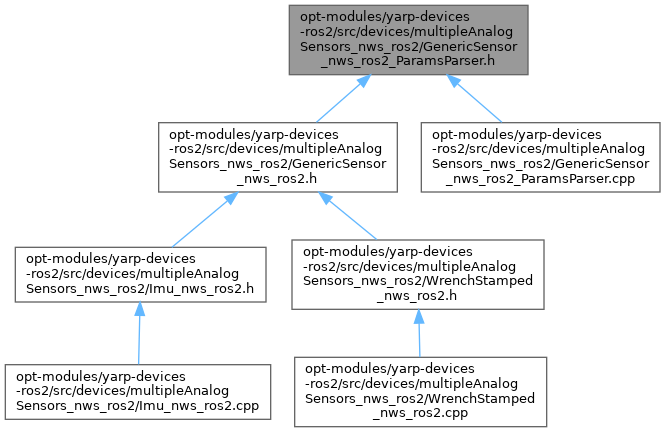 opt-modules/yarp-devices
-ros2/src/devices/multipleAnalog
Sensors_nws_ros2/GenericSensor
_nws_ros2_ParamsParser.h
opt-modules/yarp-devices
-ros2/src/devices/multipleAnalog
Sensors_nws_ros2/GenericSensor
_nws_ros2.h
opt-modules/yarp-devices
-ros2/src/devices/multipleAnalog
Sensors_nws_ros2/GenericSensor
_nws_ros2_ParamsParser.cpp
opt-modules/yarp-devices
-ros2/src/devices/multipleAnalog
Sensors_nws_ros2/Imu_nws_ros2.h
opt-modules/yarp-devices
-ros2/src/devices/multipleAnalog
Sensors_nws_ros2/WrenchStamped
_nws_ros2.h
opt-modules/yarp-devices
-ros2/src/devices/multipleAnalog
Sensors_nws_ros2/Imu_nws_ros2.cpp
opt-modules/yarp-devices
-ros2/src/devices/multipleAnalog
Sensors_nws_ros2/WrenchStamped
_nws_ros2.cpp